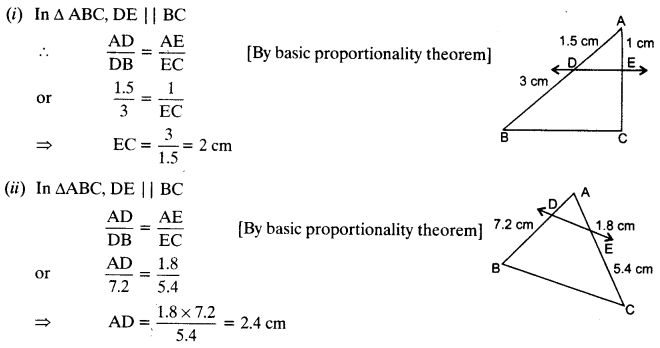 (i) In Δ ABC, DE || BC
∴ AD/DB = AE/EC [By basic proportionality theorem]
or 1.5/3 = 1/EC
⇒ EC = 3/1.5 = 2 cm
A
1.5 cm 1 cm
D E
3 cm
B C
(ii) In ΔABC, DE || BC
AD/DB = AE/EC [By basic proportionality theorem]
or AD/7.2 = 1.8/5.4
⇒ AD = 1.8 × 7.2/5.4 = 2.4 cm
A
D
7.2 cm 1.8 cm
E
B 5.4 cm
C